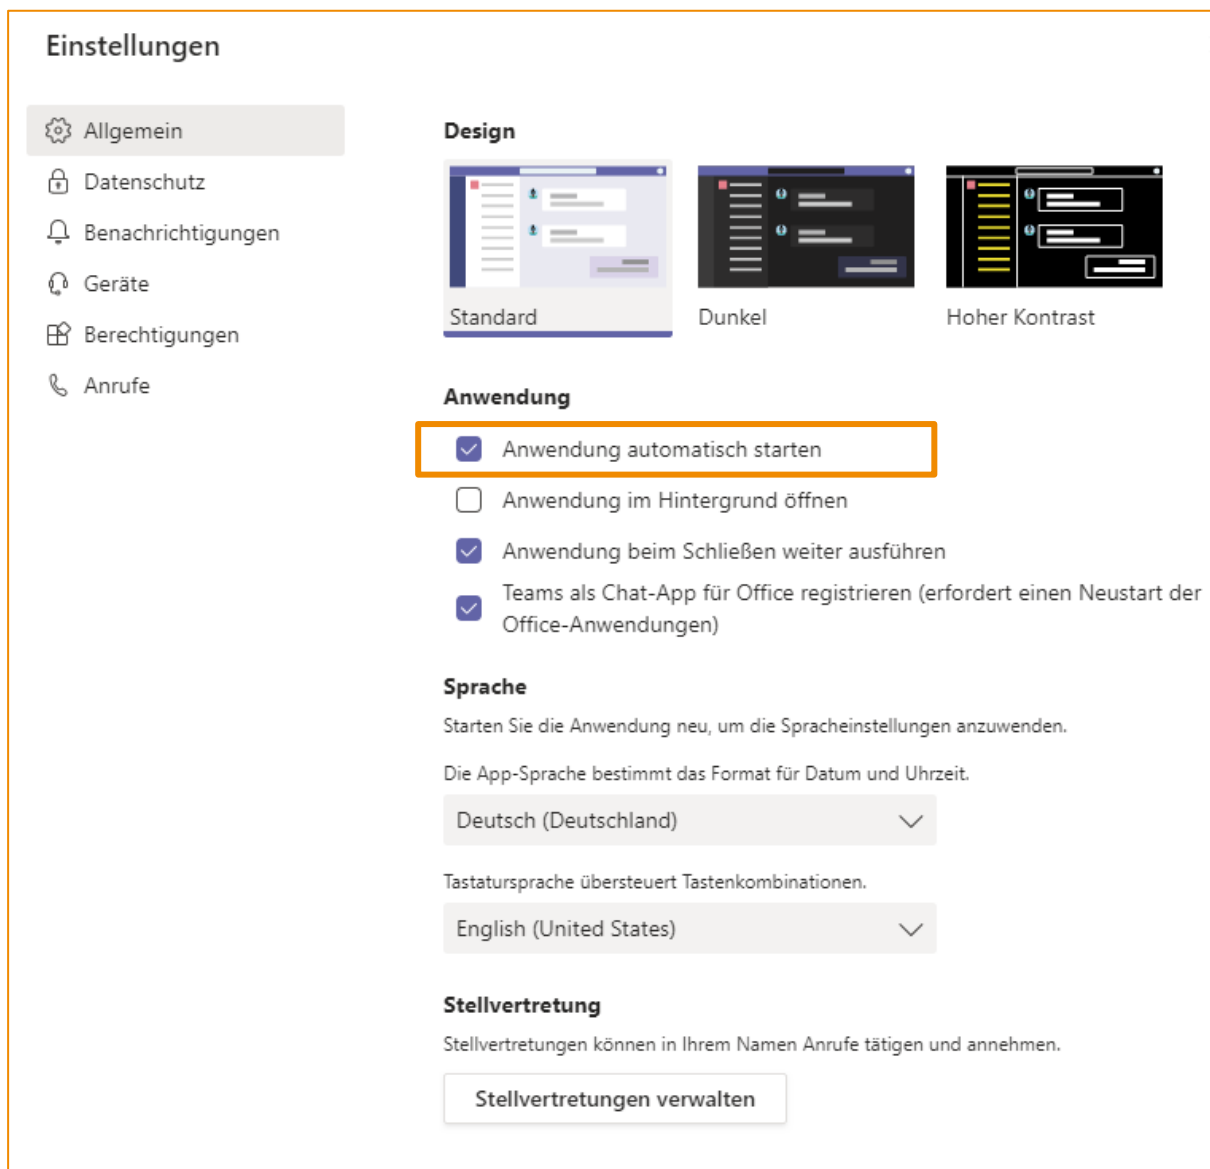 Einstellungen
Allgemein
Datenschutz
Benachrichtigungen
Geräte
Berechtigungen
Anrufe
Design
Standard
Dunkel
Hoher Kontrast
Anwendung
Anwendung automatisch starten
Anwendung im Hintergrund öffnen
Anwendung beim Schließen weiter ausführen
Teams als Chat-App für Office registrieren (erfordert einen Neustart der
Office-Anwendungen)
Sprache
Starten Sie die Anwendung neu, um die Spracheinstellungen anzuwenden.
Die App-Sprache bestimmt das Format für Datum und Uhrzeit.
Deutsch (Deutschland)
Tastatursprache übersteuert Tastenkombinationen.
English (United States)
Stellvertretung
Stellvertretungen können in Ihrem Namen Anrufe tätigen und annehmen.
Stellvertretungen verwalten